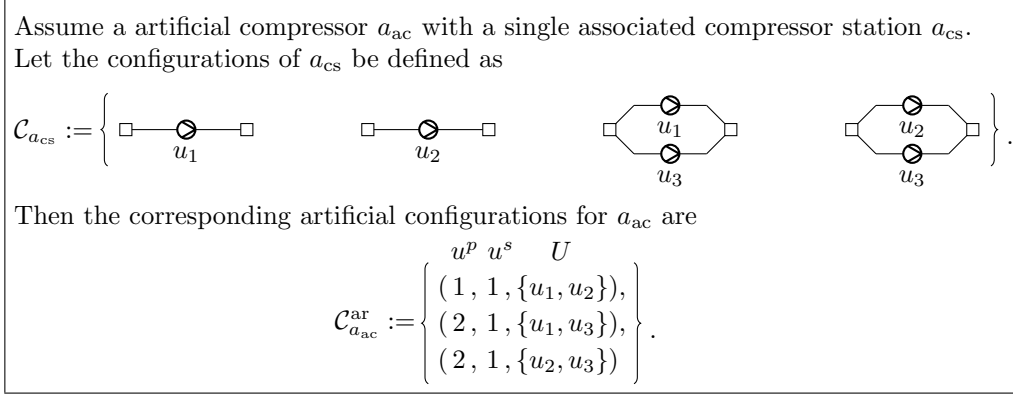 Assume a artificial compressor a_ac with a single associated compressor station a_cs.
Let the configurations of a_cs be defined as
C_{a_cs} := { u_1 u_2 u_1 u_3 u_2 u_3 } .
Then the corresponding artificial configurations for a_ac are
u^p u^s U
( 1 , 1 , {u_1, u_2}),
C^ar_{a_ac} := { ( 2 , 1 , {u_1, u_3}), } .
( 2 , 1 , {u_2, u_3})